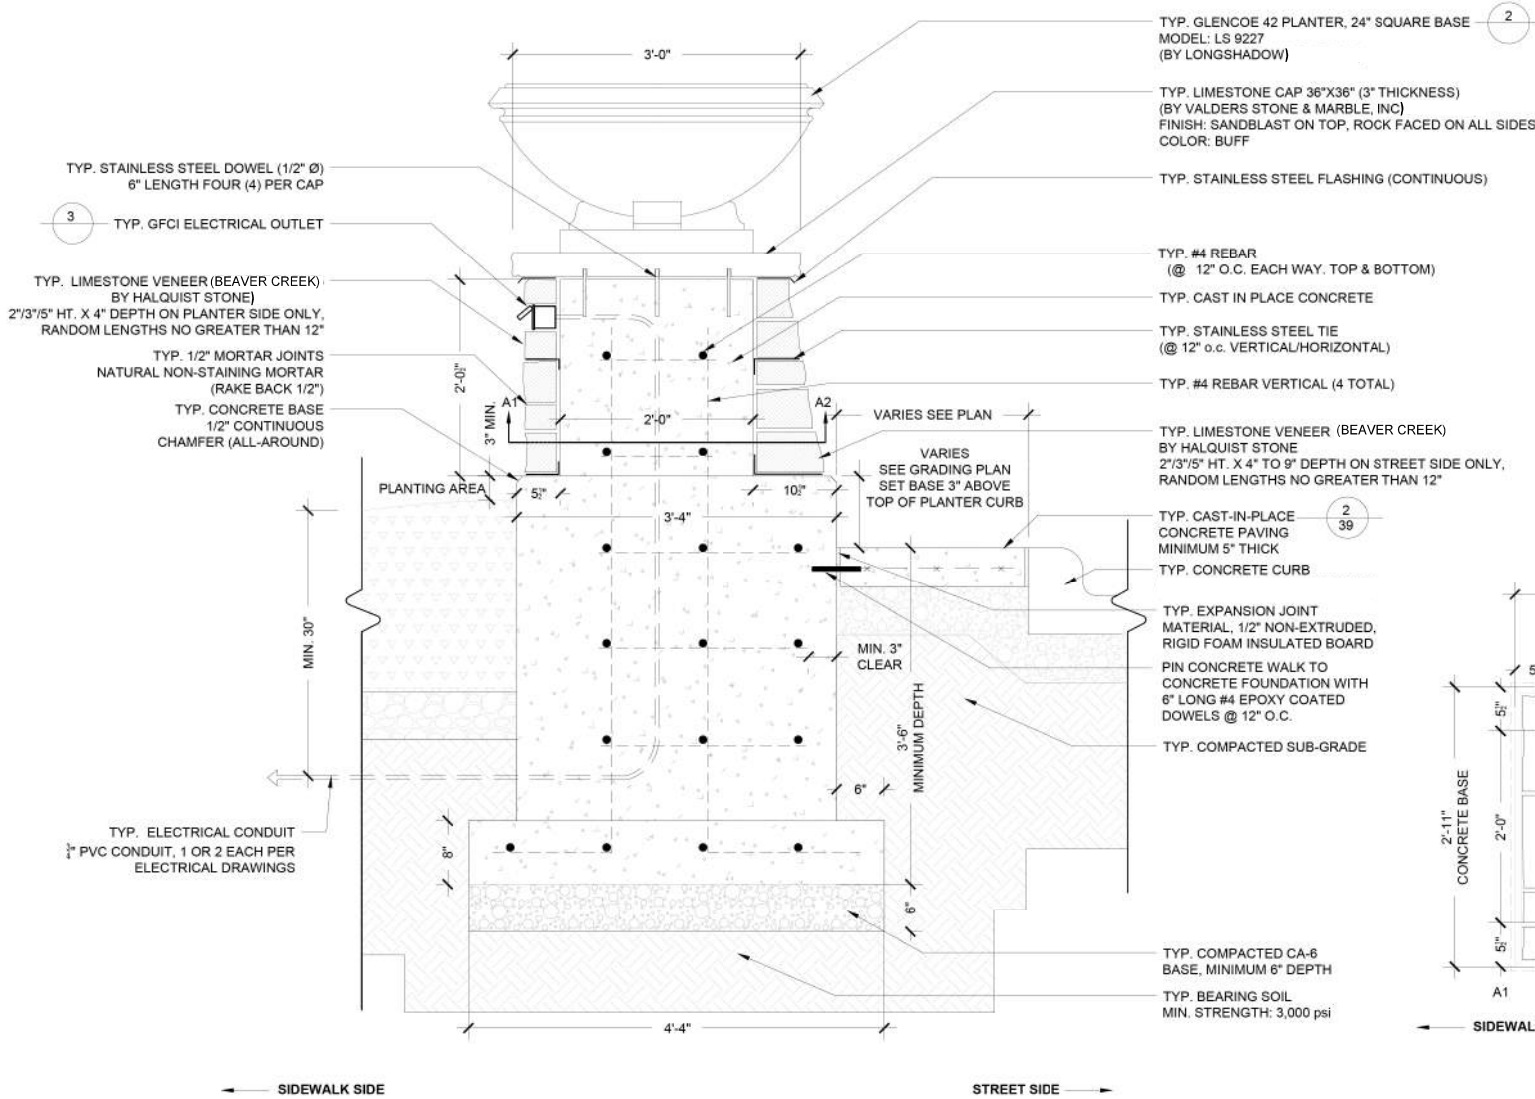 TYP. GLENCOE 42 PLANTER, 24" SQUARE BASE
MODEL: LS 9227
(BY LONGSHADOW)
2
3'-0"
TYP. LIMESTONE CAP 36"X36" (3" THICKNESS)
(BY VALDERS STONE & MARBLE, INC)
FINISH: SANDBLAST ON TOP, ROCK FACED ON ALL SIDES
COLOR: BUFF
TYP. STAINLESS STEEL DOWEL (1/2" Ø)
6" LENGTH FOUR (4) PER CAP
TYP. STAINLESS STEEL FLASHING (CONTINUOUS)
3
TYP. GFCI ELECTRICAL OUTLET
TYP. #4 REBAR
(@ 12" O.C. EACH WAY. TOP & BOTTOM)
TYP. LIMESTONE VENEER (BEAVER CREEK)
BY HALQUIST STONE)
2"/3"/5" HT. X 4" DEPTH ON PLANTER SIDE ONLY,
RANDOM LENGTHS NO GREATER THAN 12"
TYP. CAST IN PLACE CONCRETE
TYP. STAINLESS STEEL TIE
(@ 12" o.c. VERTICAL/HORIZONTAL)
TYP. 1/2" MORTAR JOINTS
NATURAL NON-STAINING MORTAR
(RAKE BACK 1/2")
2'-0½"
TYP. #4 REBAR VERTICAL (4 TOTAL)
TYP. CONCRETE BASE
1/2" CONTINUOUS
CHAMFER (ALL-AROUND)
3" MIN.
A1
2'-0"
A2
VARIES SEE PLAN
TYP. LIMESTONE VENEER (BEAVER CREEK)
BY HALQUIST STONE
2"/3"/5" HT. X 4" TO 9" DEPTH ON STREET SIDE ONLY,
RANDOM LENGTHS NO GREATER THAN 12"
VARIES
SEE GRADING PLAN
SET BASE 3" ABOVE
TOP OF PLANTER CURB
PLANTING AREA
5½"
10½"
3'-4"
TYP. CAST-IN-PLACE
CONCRETE PAVING
MINIMUM 5" THICK
2
39
TYP. CONCRETE CURB
TYP. EXPANSION JOINT
MATERIAL, 1/2" NON-EXTRUDED,
RIGID FOAM INSULATED BOARD
MIN. 30"
MIN. 3"
CLEAR
PIN CONCRETE WALK TO
CONCRETE FOUNDATION WITH
6" LONG #4 EPOXY COATED
DOWELS @ 12" O.C.
3'-6"
MINIMUM DEPTH
TYP. COMPACTED SUB-GRADE
6"
TYP. ELECTRICAL CONDUIT
¾" PVC CONDUIT, 1 OR 2 EACH PER
ELECTRICAL DRAWINGS
8"
6"
TYP. COMPACTED CA-6
BASE, MINIMUM 6" DEPTH
TYP. BEARING SOIL
MIN. STRENGTH: 3,000 psi
4'-4"
SIDEWALK SIDE
STREET SIDE
5
5½"
2'-11"
CONCRETE BASE
2'-0"
5½"
A1
SIDEWAL